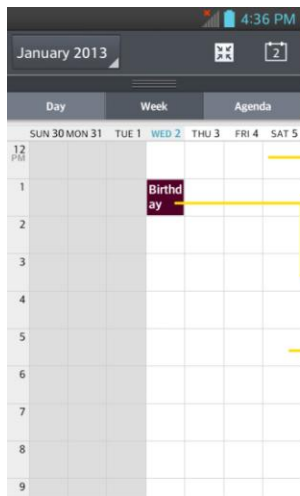 4:36 PM
January 2013
2
Day Week Agenda
SUN 30 MON 31 TUE 1 WED 2 THU 3 FRI 4 SAT 5
12
PM
1
Birthd
ay
2
3
4
5
6
7
8
9